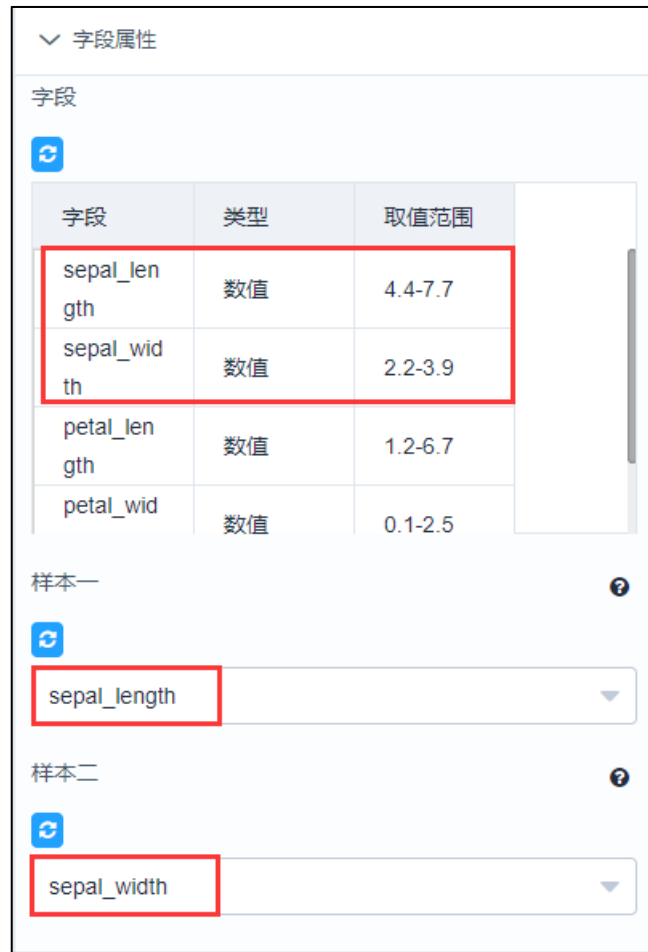 字段属性
字段
字段 类型 取值范围
sepal_len
gth 数值 4.4-7.7
sepal_wid
th 数值 2.2-3.9
petal_len
gth 数值 1.2-6.7
petal_wid
数值 0.1-2.5
样本一
sepal_length
样本二
sepal_width